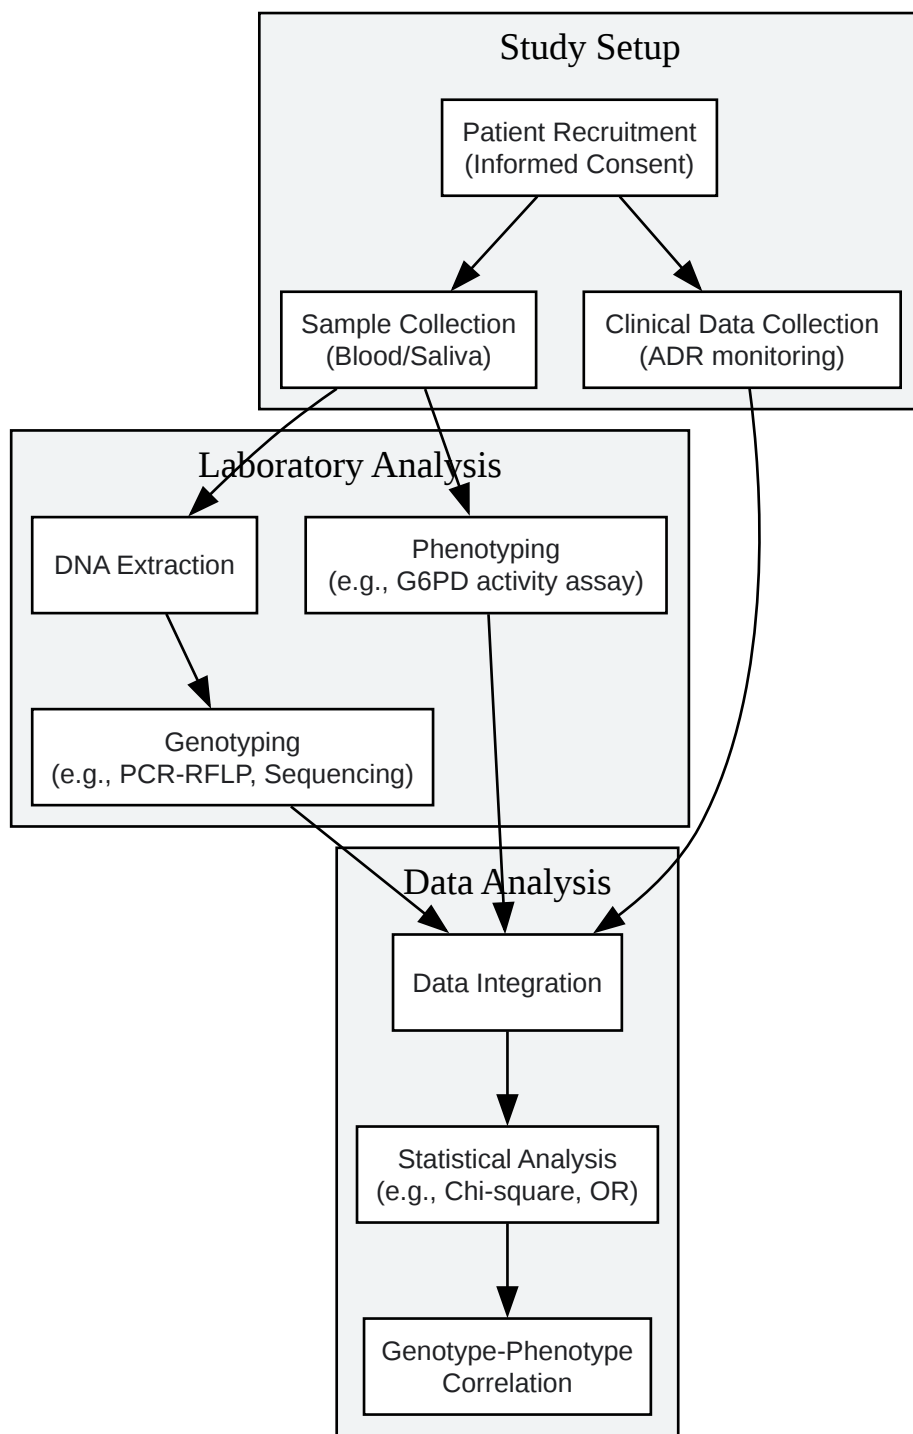 Study Setup
Patient Recruitment
(Informed Consent)
Sample Collection
(Blood/Saliva)
Clinical Data Collection
(ADR monitoring)
Laboratory Analysis
DNA Extraction
Phenotyping
(e.g., G6PD activity assay)
Genotyping
(e.g., PCR-RFLP, Sequencing)
Data Analysis
Data Integration
Statistical Analysis
(e.g., Chi-square, OR)
Genotype-Phenotype
Correlation